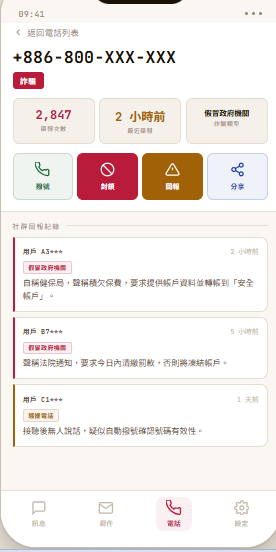 09:41
返回電話列表
+886-800-XXX-XXX
詐騙
2,847
舉報次數
2 小時前
最近舉報
假冒政府機關
詐騙類型
撥號
封鎖
回報
分享
社群回報記錄
用戶 A3***
2 小時前
假冒政府機關
自稱健保局，聲稱積欠保費，要求提供帳戶資料並轉帳到「安全
帳戶」。
用戶 B7***
5 小時前
假冒政府機關
聲稱法院通知，要求今日內清繳罰款，否則將凍結帳戶。
用戶 C1***
1 天前
騷擾電話
接聽後無人說話，疑似自動撥號確認號碼有效性。
訊息
郵件
電話
設定